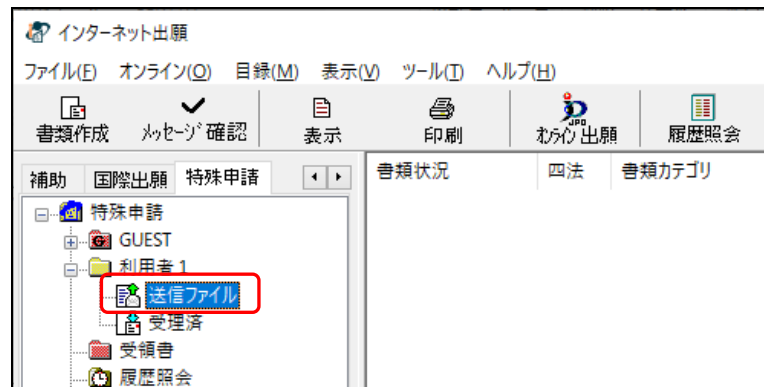 インターネット出願
ファイル(F) オンライン(O) 目録(M) 表示(V) ツール(T) ヘルプ(H)
書類作成 メッセージ確認 表示 印刷 JPO オンライン出願 履歴照会
補助 国際出願 特殊申請
書類状況 四法 書類カテゴリ
特殊申請
GUEST
利用者1
送信ファイル
受理済
受領書
履歴照会